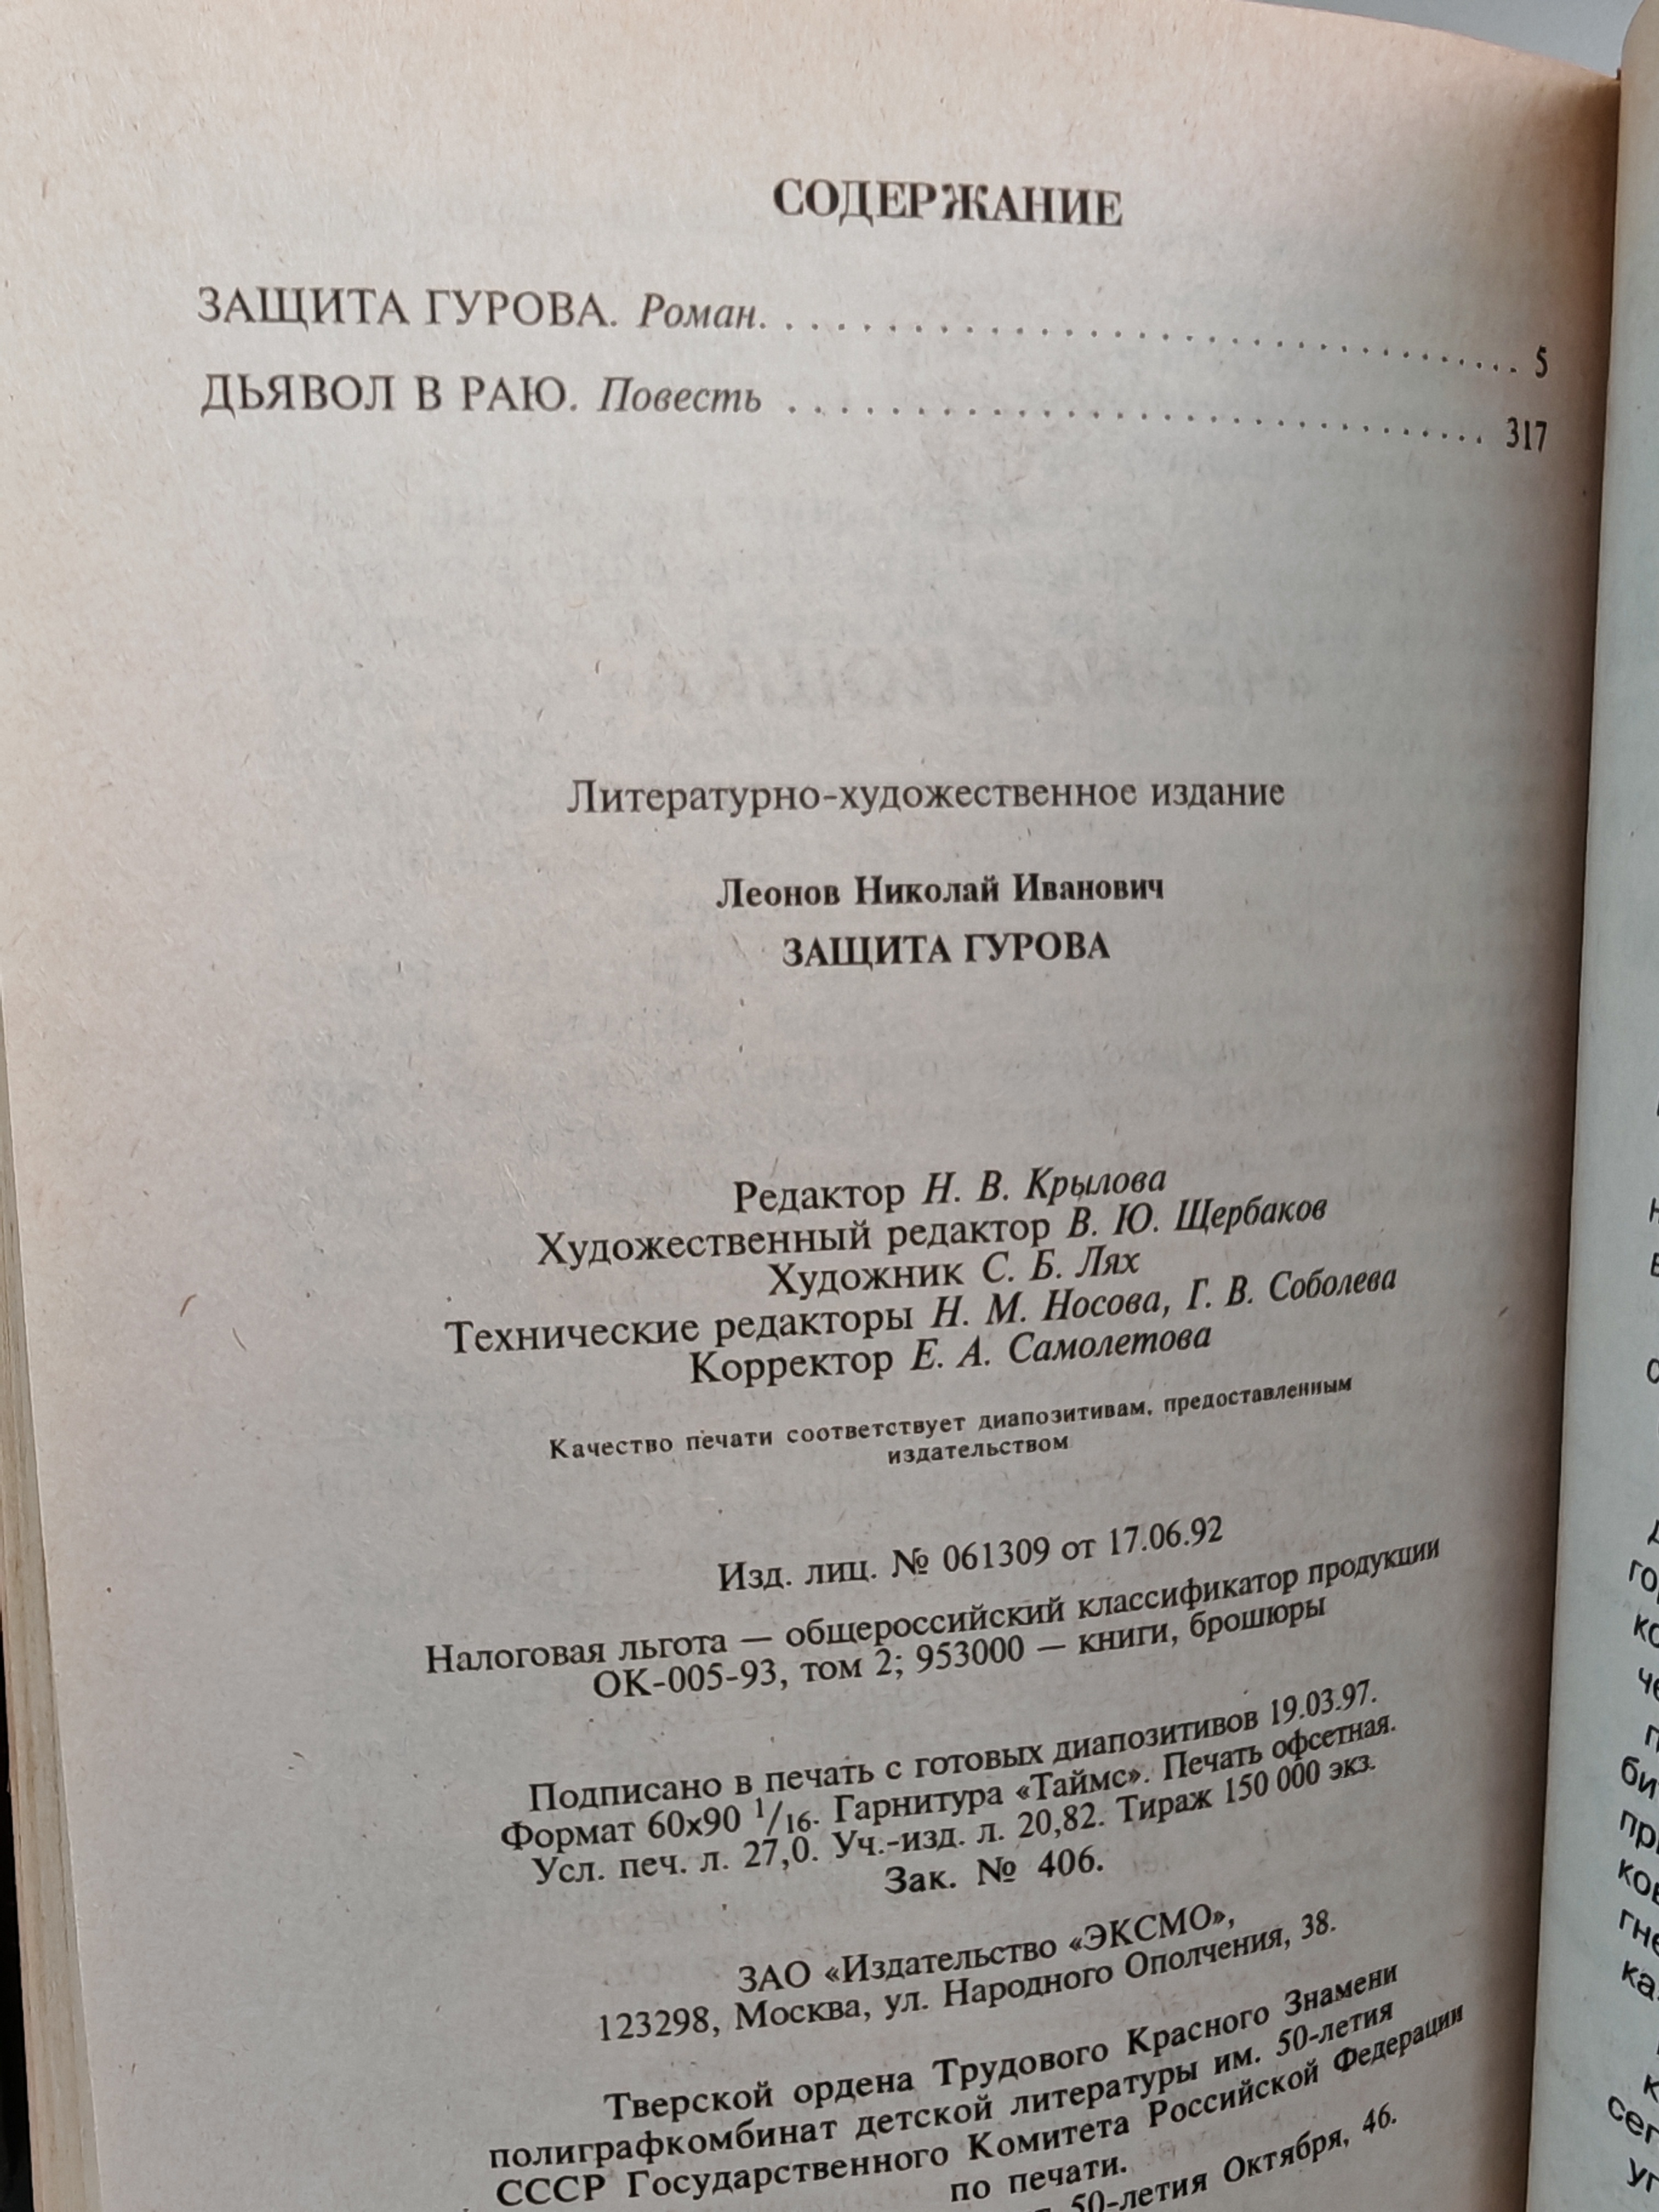 СОДЕРЖАНИЕ
ЗАЩИТА ГУРОВА. Роман. . . . . . . . . . . . . . . . . . . . . . . . . . . . . . . . . 5
ДЬЯВОЛ В РАЮ. Повесть . . . . . . . . . . . . . . . . . . . . . . . . . . . . . . 317
Литературно-художественное издание
Леонов Николай Иванович
ЗАЩИТА ГУРОВА
Редактор Н. В. Крылова
Художественный редактор В. Ю. Щербаков
Художник С. Б. Лях
Технические редакторы Н. М. Носова, Г. В. Соболева
Корректор Е. А. Самолетова
Качество печати соответствует диапозитивам, предоставленным
издательством
Изд. лиц. № 061309 от 17.06.92
Налоговая льгота — общероссийский классификатор продукции
ОК-005-93, том 2; 953000 — книги, брошюры
Подписано в печать с готовых диапозитивов 19.03.97.
Формат 60х90 1/16. Гарнитура «Таймс». Печать офсетная.
Усл. печ. л. 27,0. Уч.-изд. л. 20,82. Тираж 150 000 экз.
Зак. № 406.
ЗАО «Издательство «ЭКСМО»,
123298, Москва, ул. Народного Ополчения, 38.
Тверской ордена Трудового Красного Знамени
полиграфкомбинат детской литературы им. 50-летия
СССР Государственного Комитета Российской Федерации
по печати.
50-летия Октября, 46.